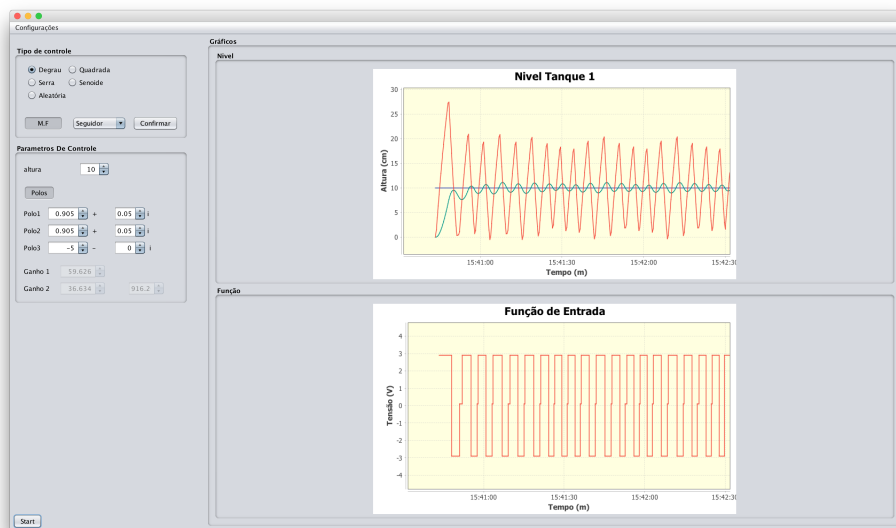 Configurações
Tipo de controle
Degrau Quadrada
Serra Senoide
Aleatória
M.F Seguidor Confirmar
Parametros De Controle
altura 10
Polos
Polo1 0.905 + 0.05 i
Polo2 0.905 + 0.05 i
Polo3 -5 - 0 i
Ganho 1 59.626
Ganho 2 36.634 916.2
Start
Gráficos
Nivel
Nivel Tanque 1
Altura (cm)
30
25
20
15
10
5
0
15:41:00 15:41:30 15:42:00 15:42:30
Tempo (m)
Função
Função de Entrada
Tensão (V)
4
3
2
1
0
-1
-2
-3
-4
15:41:00 15:41:30 15:42:00 15:42:30
Tempo (m)